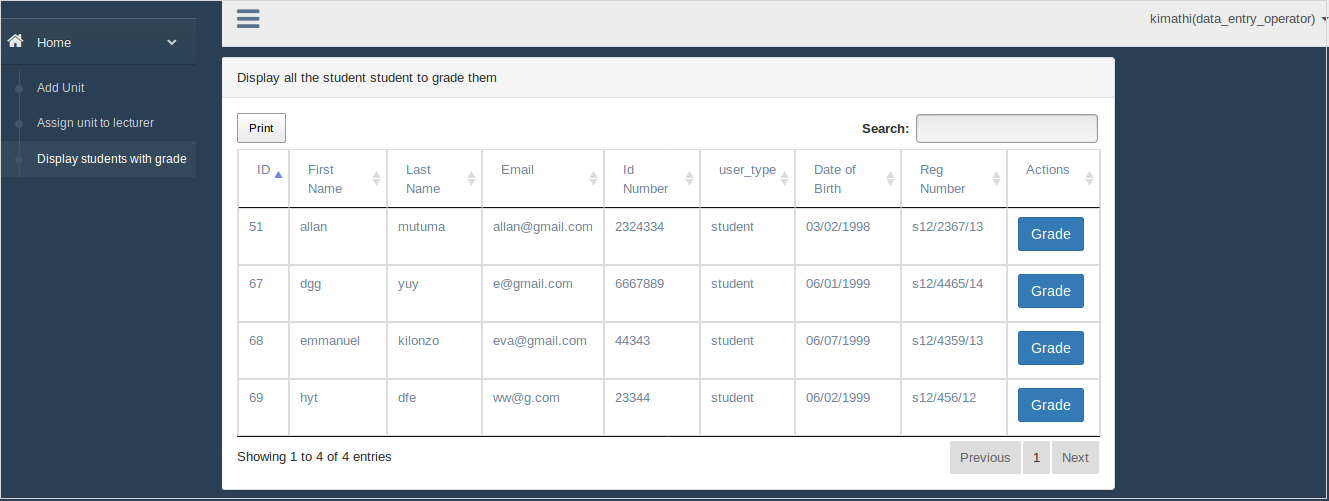 kimathi(data_entry_operator)
Home
Add Unit
Assign unit to lecturer
Display students with grade
Display all the student student to grade them
Print Search:
ID First Name Last Name Email Id Number user_type Date of Birth Reg Number Actions
51 allan mutuma allan@gmail.com 2324334 student 03/02/1998 s12/2367/13 Grade
67 dgg yuy e@gmail.com 6667889 student 06/01/1999 s12/4465/14 Grade
68 emmanuel kilonzo eva@gmail.com 44343 student 06/07/1999 s12/4359/13 Grade
69 hyt dfe ww@g.com 23344 student 06/02/1999 s12/456/12 Grade
Showing 1 to 4 of 4 entries Previous 1 Next